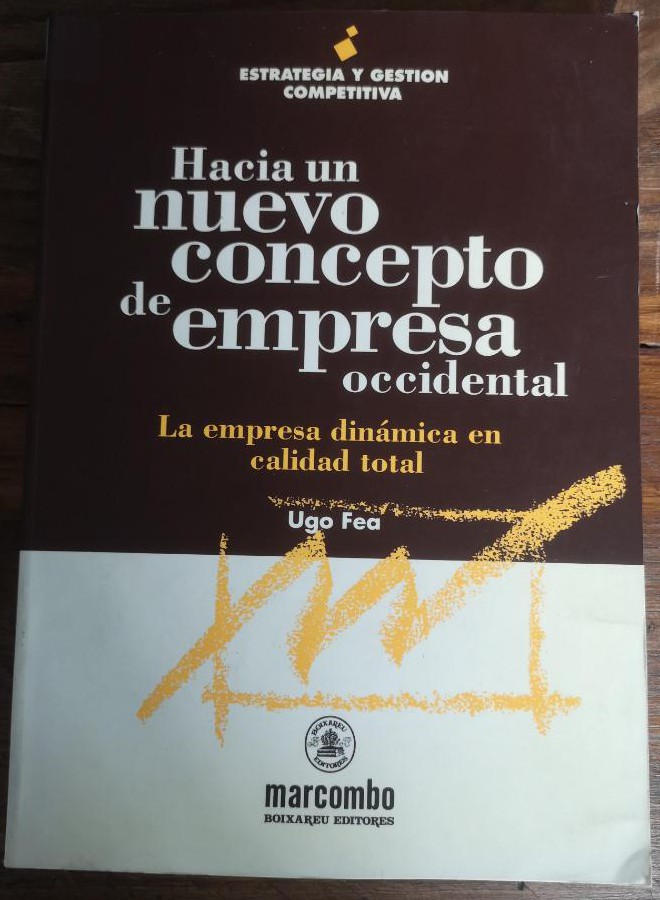 ESTRATEGIA Y GESTION
COMPETITIVA
Hacia un
nuevo
concepto
de empresa
occidental
La empresa dinámica en
calidad total
Ugo Fea
BOIXAREU
EDITORES
marcombo
BOIXAREU EDITORES